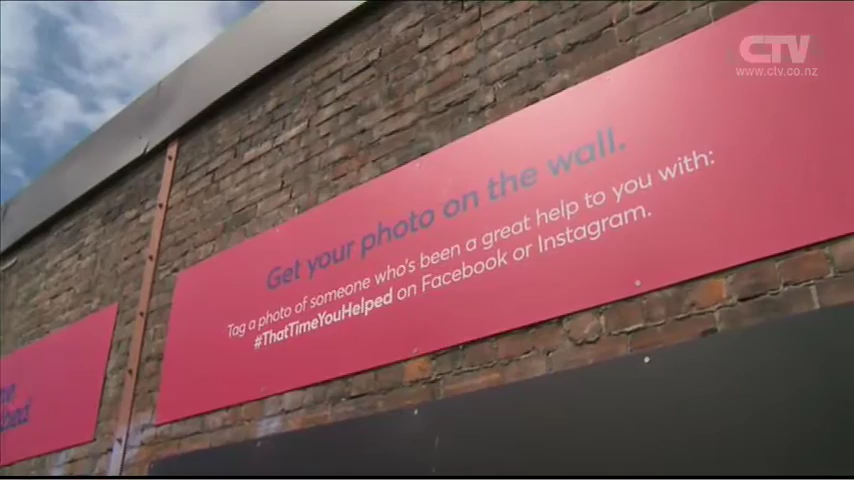 CTV
www.ctv.co.nz
Get your photo on the wall.
Tag a photo of someone who's been a great help to you with:
#ThatTimeYouHelped on Facebook or Instagram.